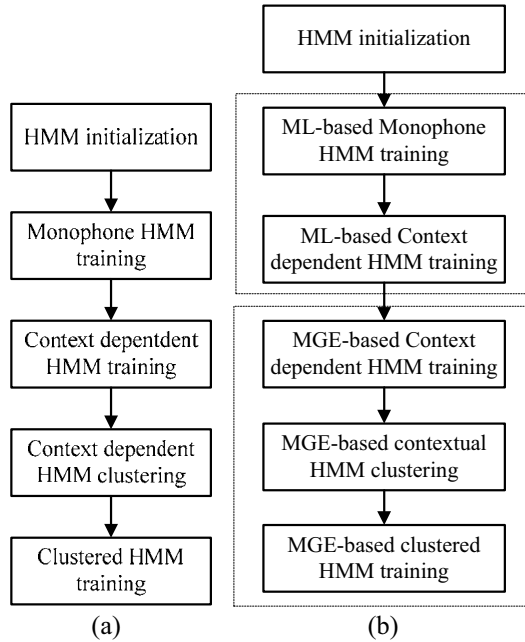 HMM initialization
Monophone HMM
training
Context depentdent
HMM training
Context dependent
HMM clustering
Clustered HMM
training
(a)
HMM initialization
ML-based Monophone
HMM training
ML-based Context
dependent HMM training
MGE-based Context
dependent HMM training
MGE-based contextual
HMM clustering
MGE-based clustered
HMM training
(b)